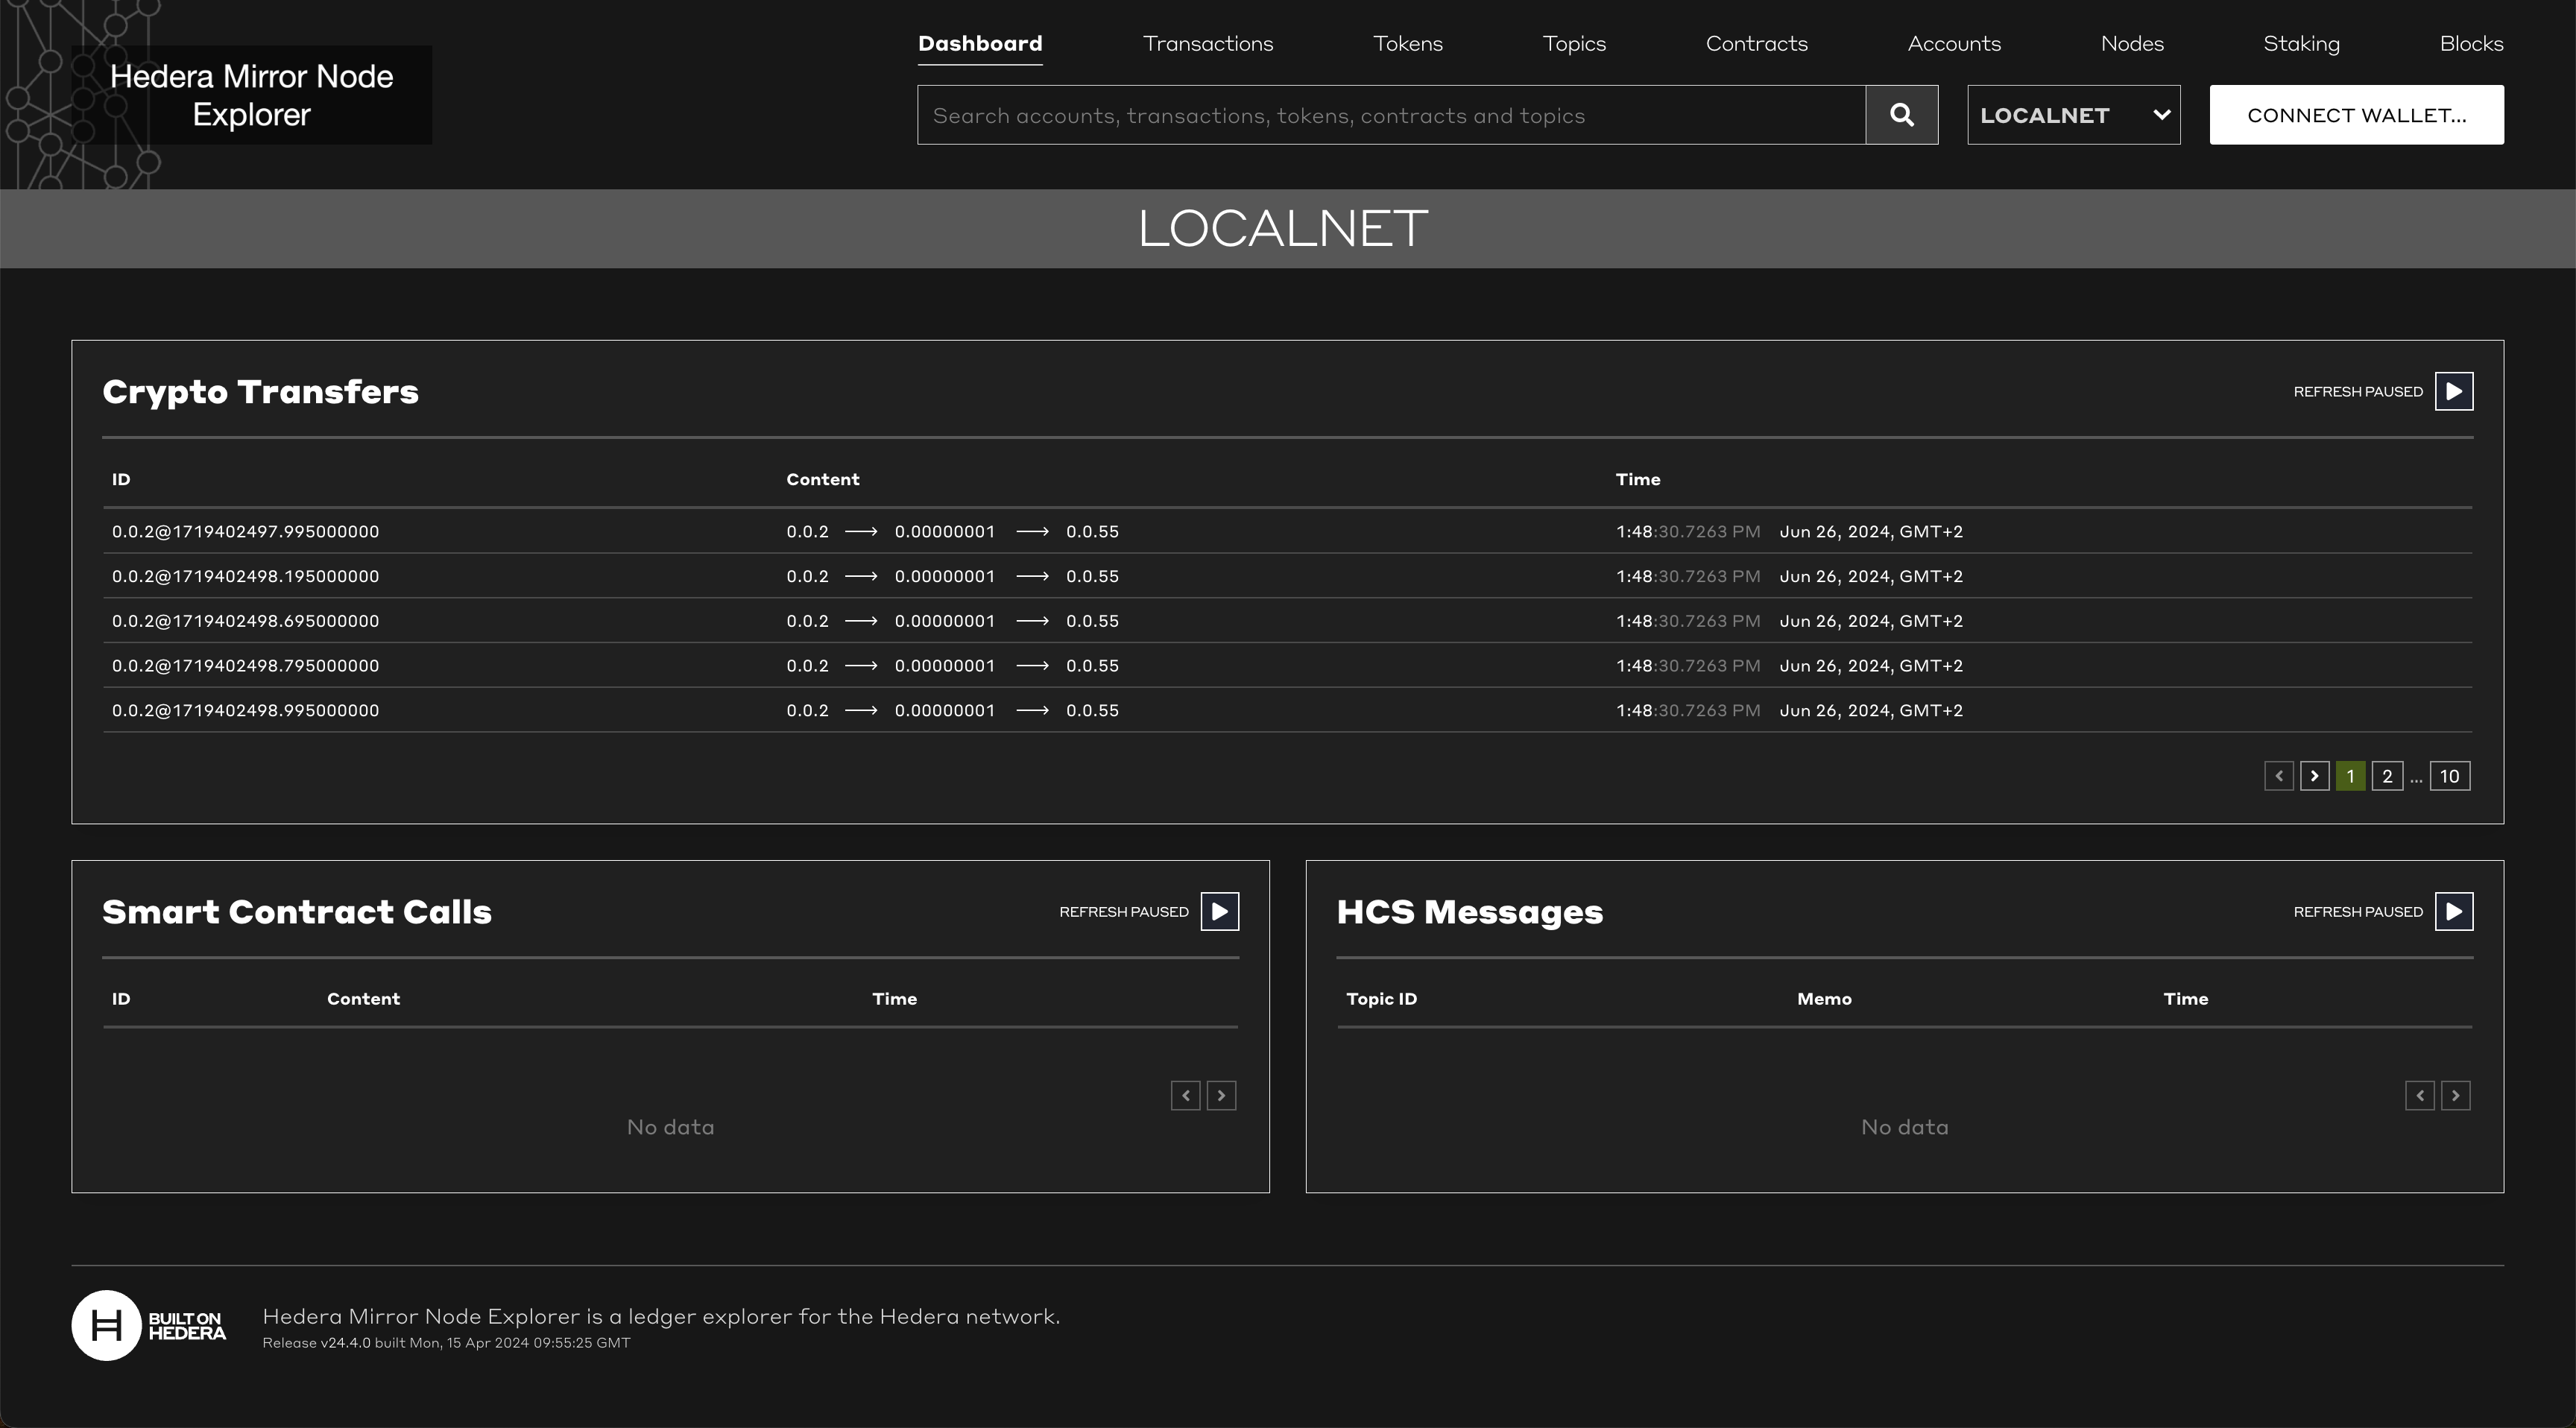 Hedera Mirror Node
Explorer
Dashboard Transactions Tokens Topics Contracts Accounts Nodes Staking Blocks
Search accounts, transactions, tokens, contracts and topics LOCALNET CONNECT WALLET...
LOCALNET
Crypto Transfers REFRESH PAUSED
ID Content Time
0.0.2@1719402497.995000000 0.0.2 ⟶ 0.00000001 ⟶ 0.0.55 1:48:30.7263 PM Jun 26, 2024, GMT+2
0.0.2@1719402498.195000000 0.0.2 ⟶ 0.00000001 ⟶ 0.0.55 1:48:30.7263 PM Jun 26, 2024, GMT+2
0.0.2@1719402498.695000000 0.0.2 ⟶ 0.00000001 ⟶ 0.0.55 1:48:30.7263 PM Jun 26, 2024, GMT+2
0.0.2@1719402498.795000000 0.0.2 ⟶ 0.00000001 ⟶ 0.0.55 1:48:30.7263 PM Jun 26, 2024, GMT+2
0.0.2@1719402498.995000000 0.0.2 ⟶ 0.00000001 ⟶ 0.0.55 1:48:30.7263 PM Jun 26, 2024, GMT+2
1 2 ... 10
Smart Contract Calls REFRESH PAUSED
ID Content Time
No data
HCS Messages REFRESH PAUSED
Topic ID Memo Time
No data
H BUILT ON
HEDERA
Hedera Mirror Node Explorer is a ledger explorer for the Hedera network.
Release v24.4.0 built Mon, 15 Apr 2024 09:55:25 GMT